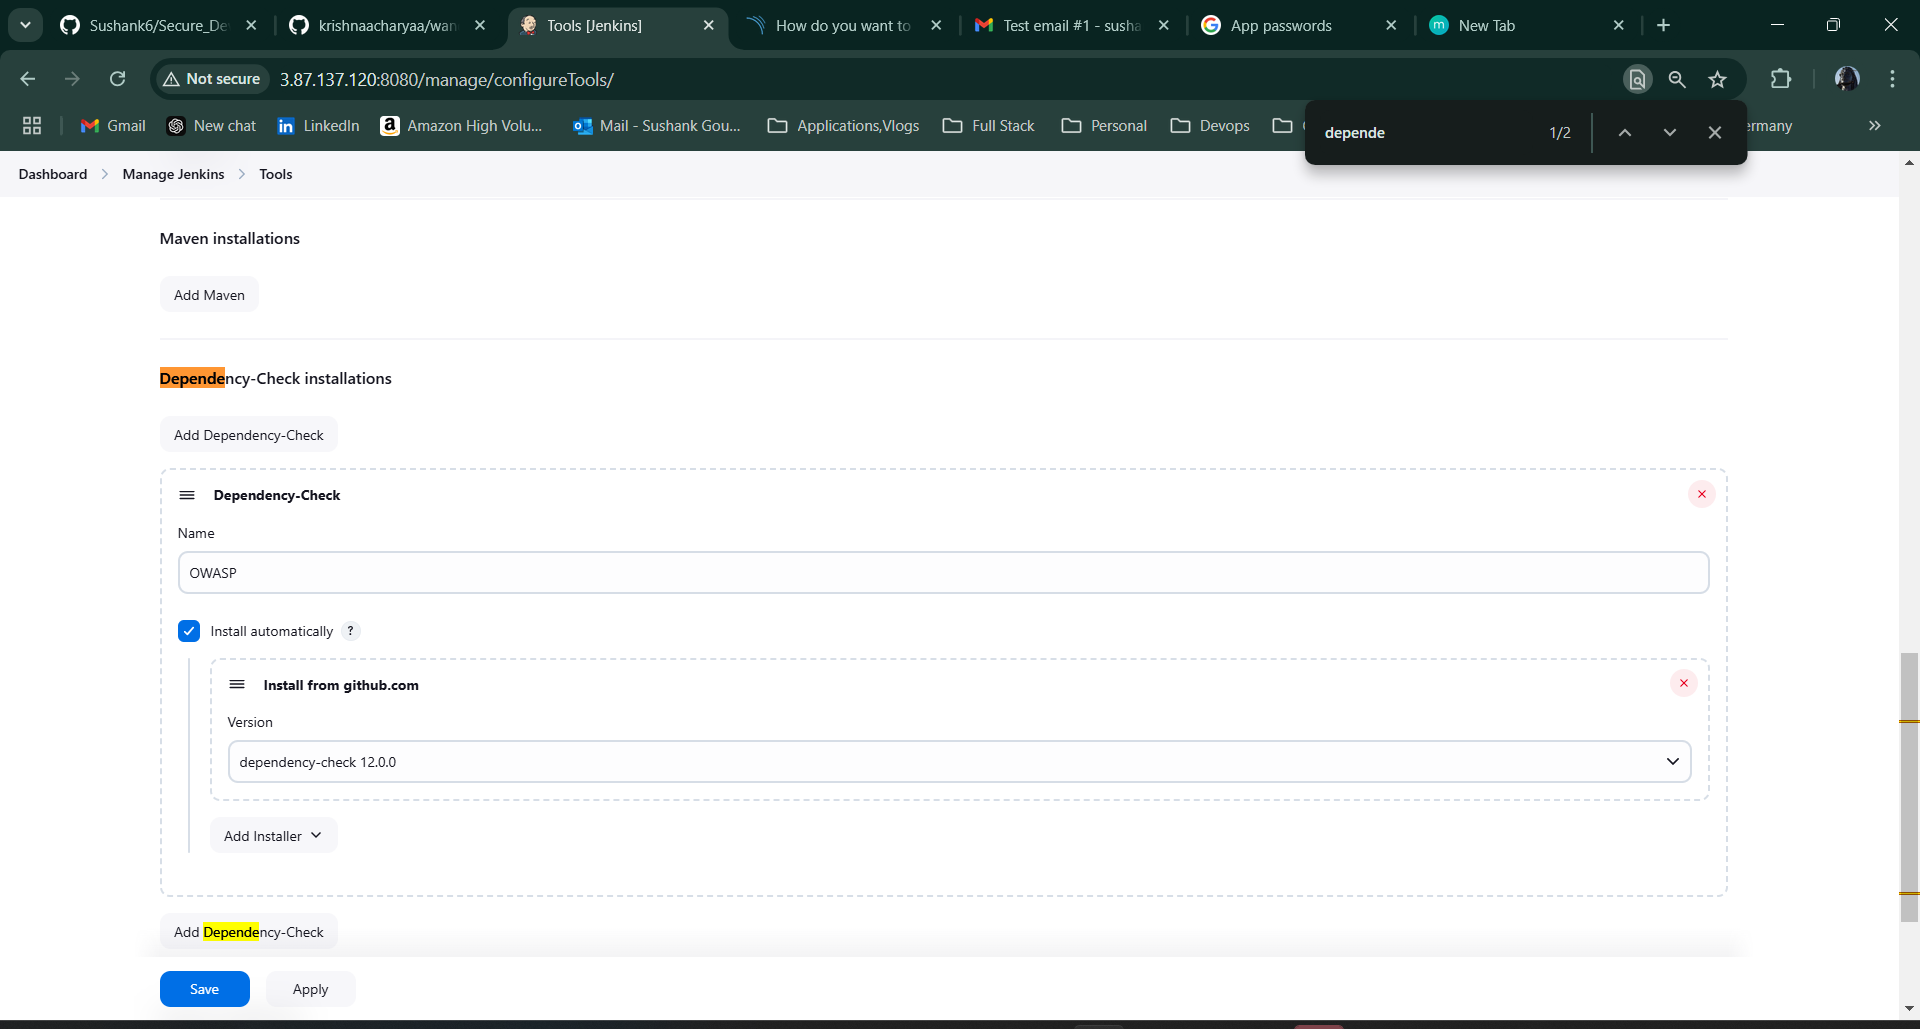 Sushank6/Secure_De
krishnaacharyaa/wan
Tools [Jenkins]
How do you want to
Test email #1 - susha
App passwords
New Tab
Not secure
3.87.137.120:8080/manage/configureTools/
Gmail
New chat
LinkedIn
Amazon High Volu...
Mail - Sushank Gou...
Applications,Vlogs
Full Stack
Personal
Devops
ermany
depende
1/2
Dashboard
Manage Jenkins
Tools
Maven installations
Add Maven
Dependency-Check installations
Add Dependency-Check
Dependency-Check
Name
OWASP
Install automatically ?
Install from github.com
Version
dependency-check 12.0.0
Add Installer
Add Dependency-Check
Save
Apply